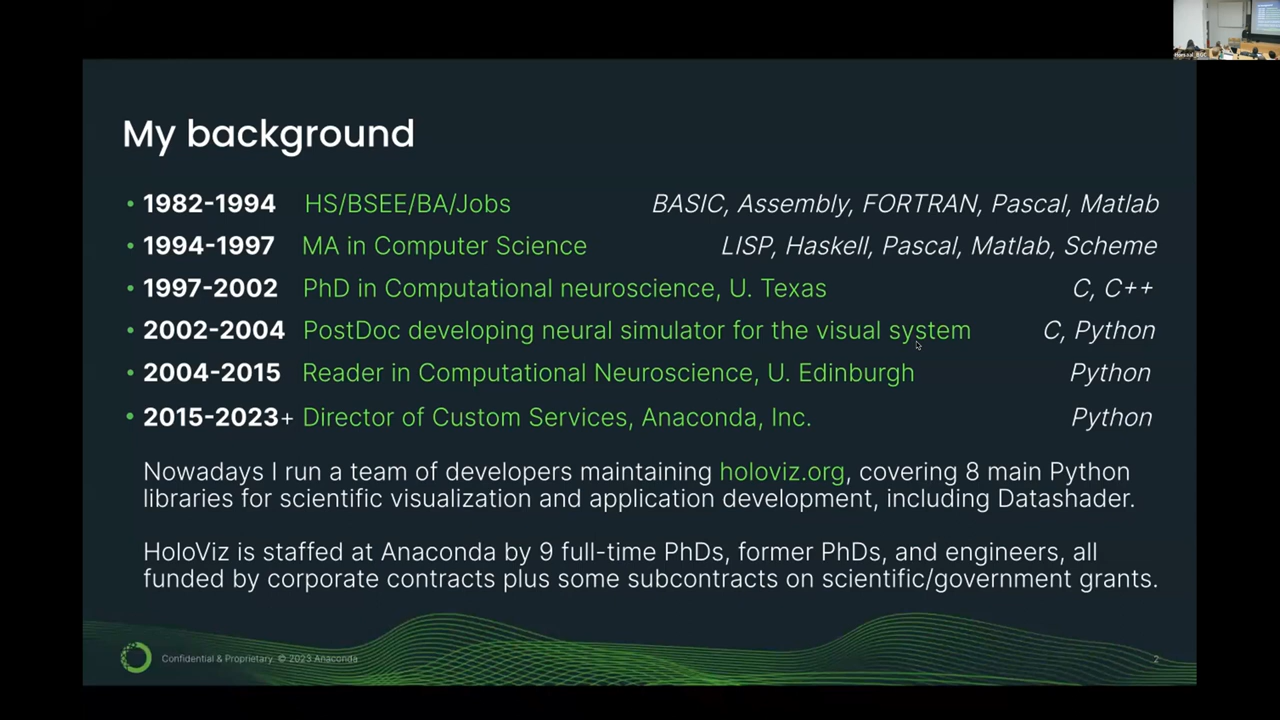 My background
• 1982-1994 HS/BSEE/BA/Jobs BASIC, Assembly, FORTRAN, Pascal, Matlab
• 1994-1997 MA in Computer Science LISP, Haskell, Pascal, Matlab, Scheme
• 1997-2002 PhD in Computational neuroscience, U. Texas C, C++
• 2002-2004 PostDoc developing neural simulator for the visual system C, Python
• 2004-2015 Reader in Computational Neuroscience, U. Edinburgh Python
• 2015-2023+ Director of Custom Services, Anaconda, Inc. Python
Nowadays I run a team of developers maintaining holoviz.org, covering 8 main Python
libraries for scientific visualization and application development, including Datashader.
HoloViz is staffed at Anaconda by 9 full-time PhDs, former PhDs, and engineers, all
funded by corporate contracts plus some subcontracts on scientific/government grants.
Confidential & Proprietary. © 2023 Anaconda
2